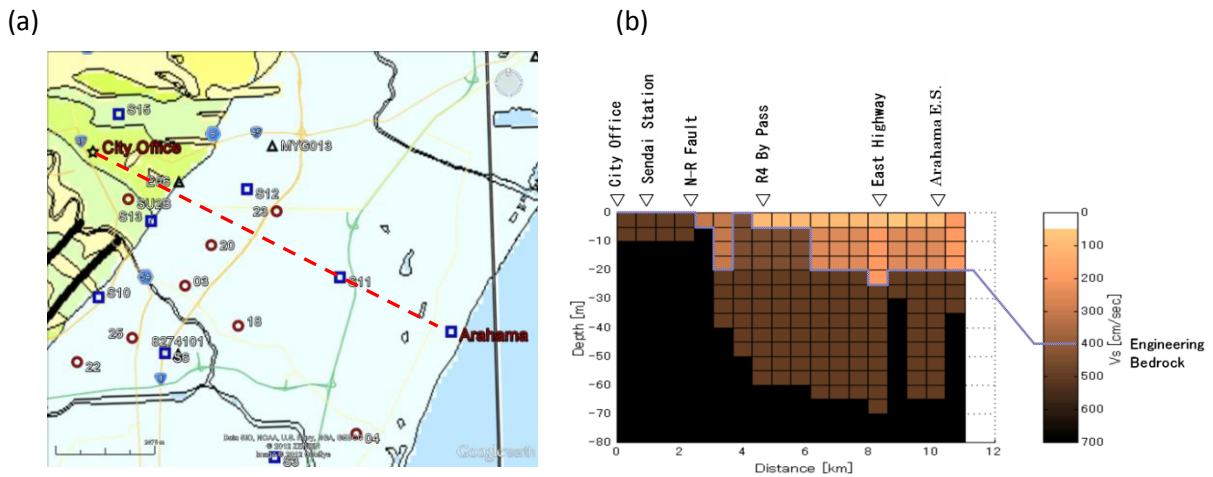 (a)
(b)
S15
City Office
MYG013
S12
SU2B
S13
23
20
03
S11
S10
18
25
8274101
S6
22
Arahama
04
Google earth
City Office
Sendai Station
N-R Fault
R4 By Pass
East Highway
Arahama E.S.
0
-10
-20
-30
-40
-50
-60
-70
-80
Depth [m]
0 2 4 6 8 10 12
Distance [km]
0
100
200
300
400
500
600
700
Vs [cm/sec]
Engineering
Bedrock